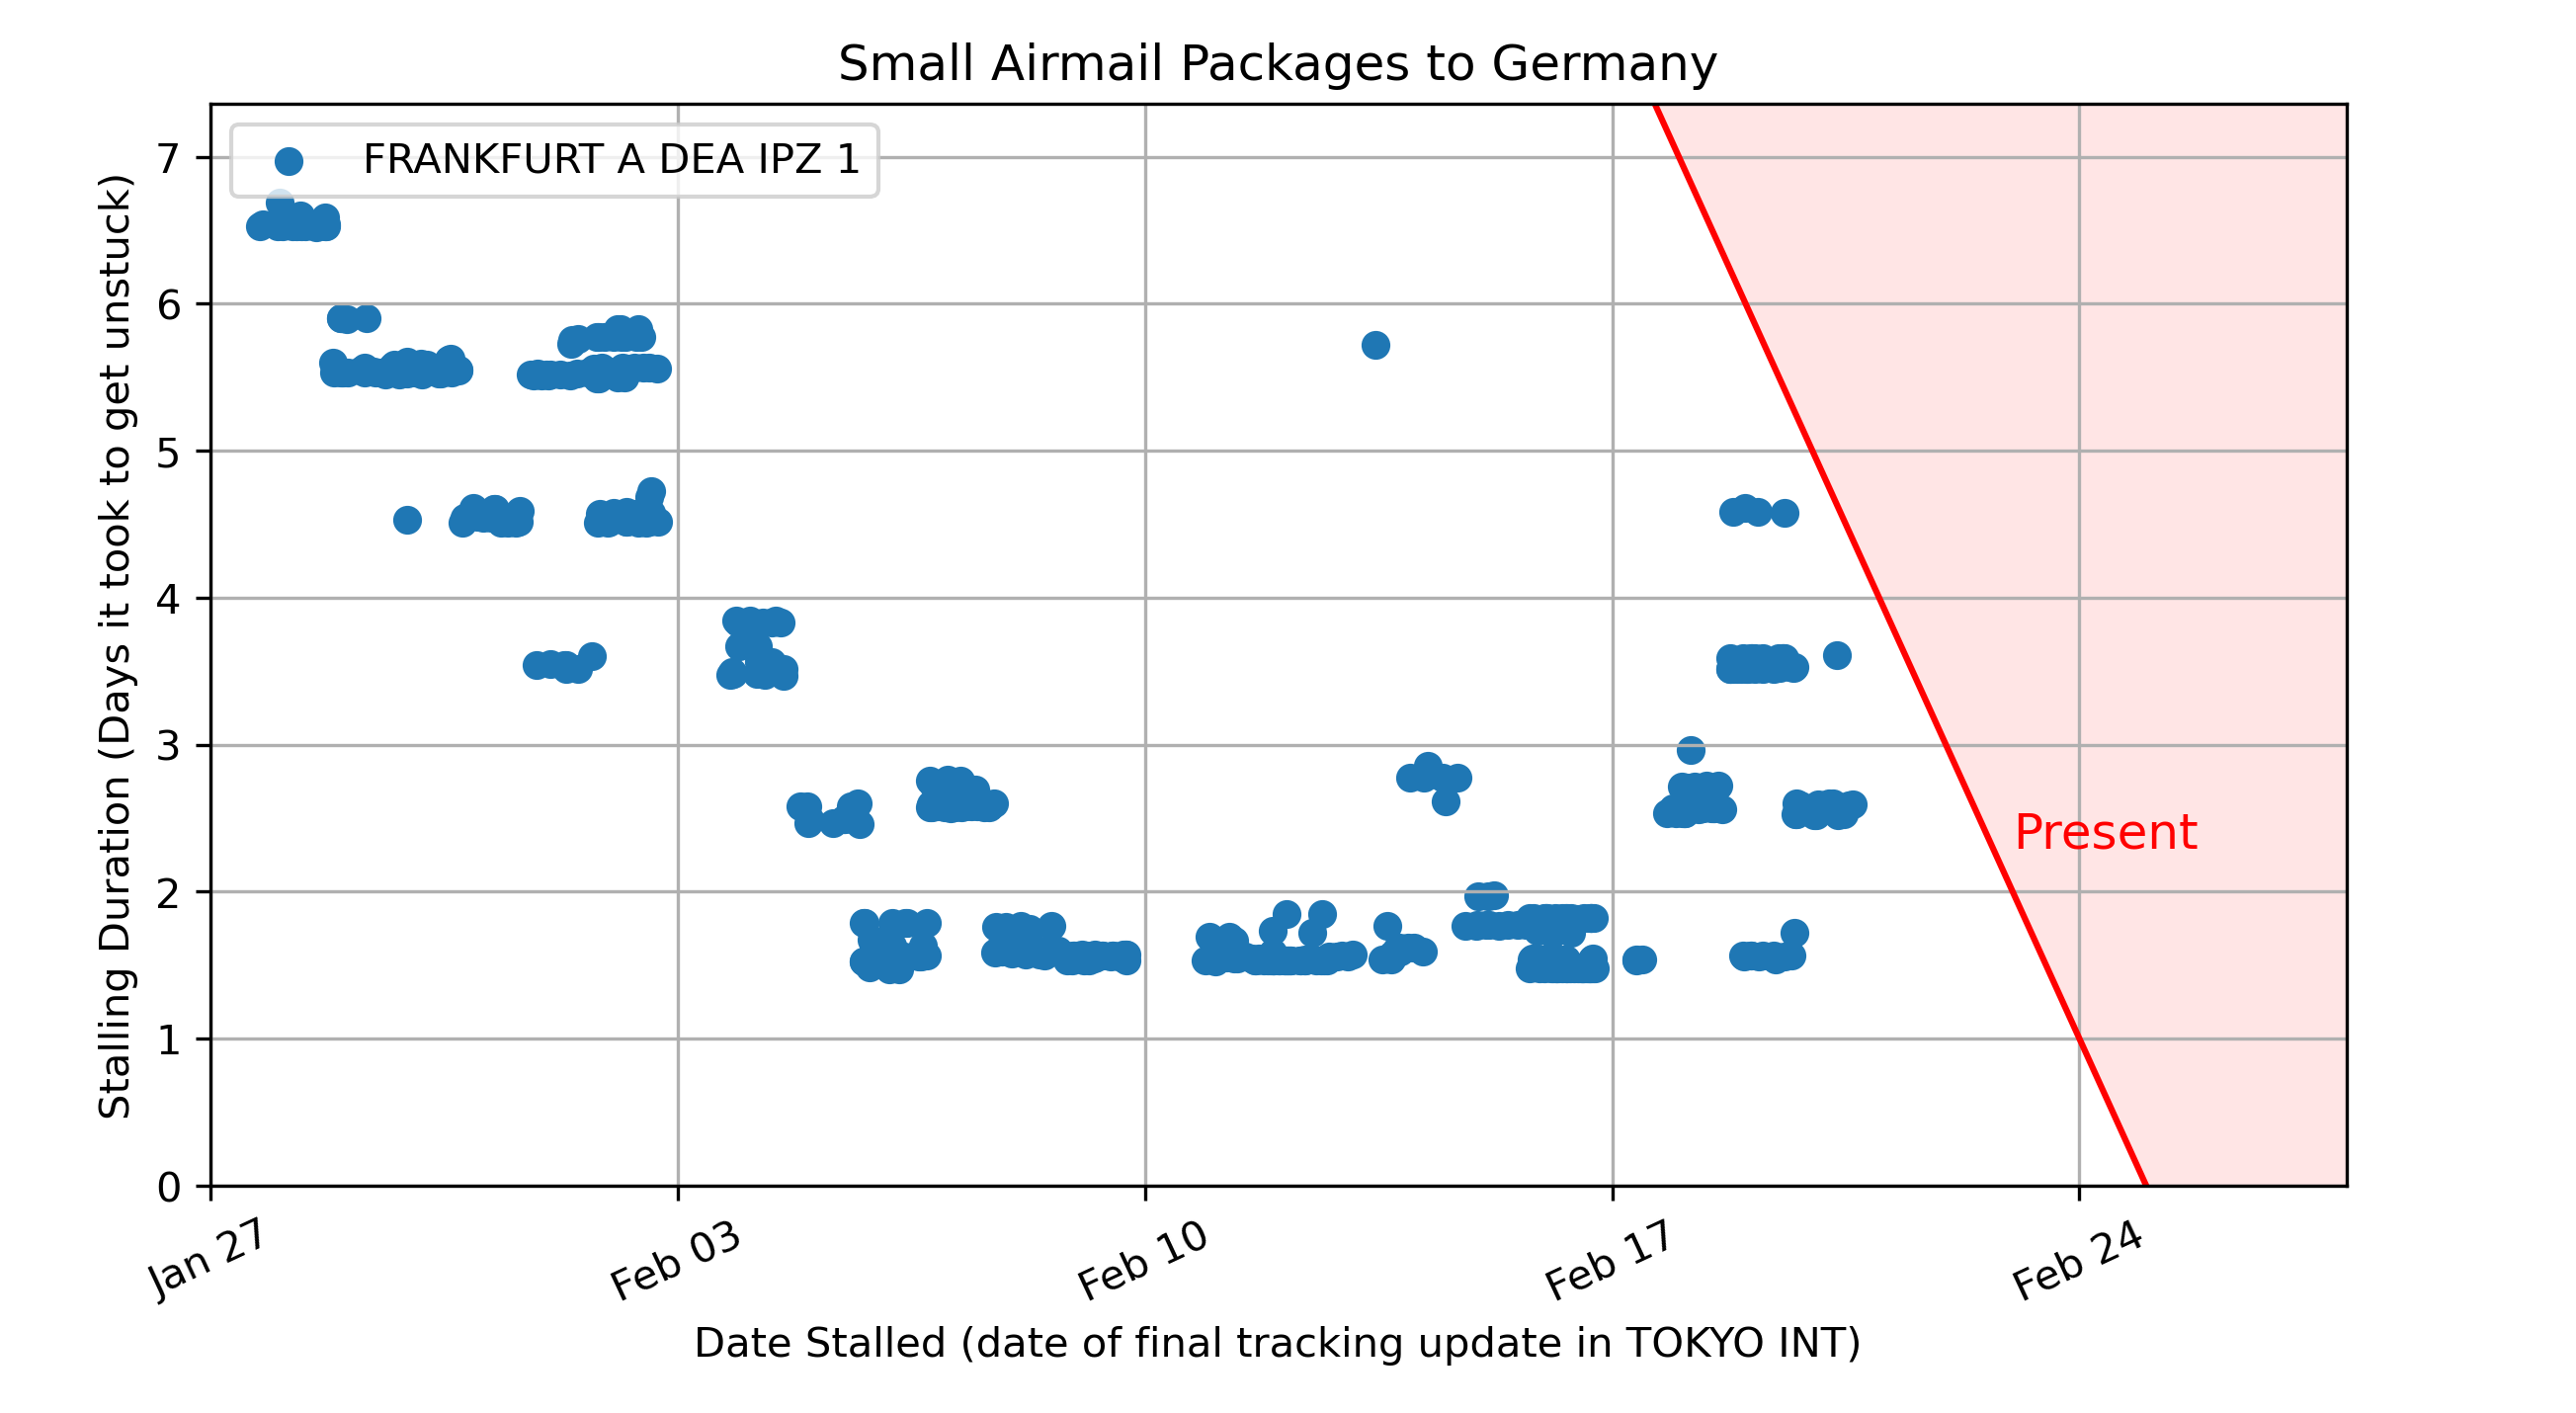 Small Airmail Packages to Germany
FRANKFURT A DEA IPZ 1
Stalling Duration (Days it took to get unstuck)
7
6
5
4
3
2
1
0
Present
Jan 27
Feb 03
Feb 10
Feb 17
Feb 24
Date Stalled (date of final tracking update in TOKYO INT)